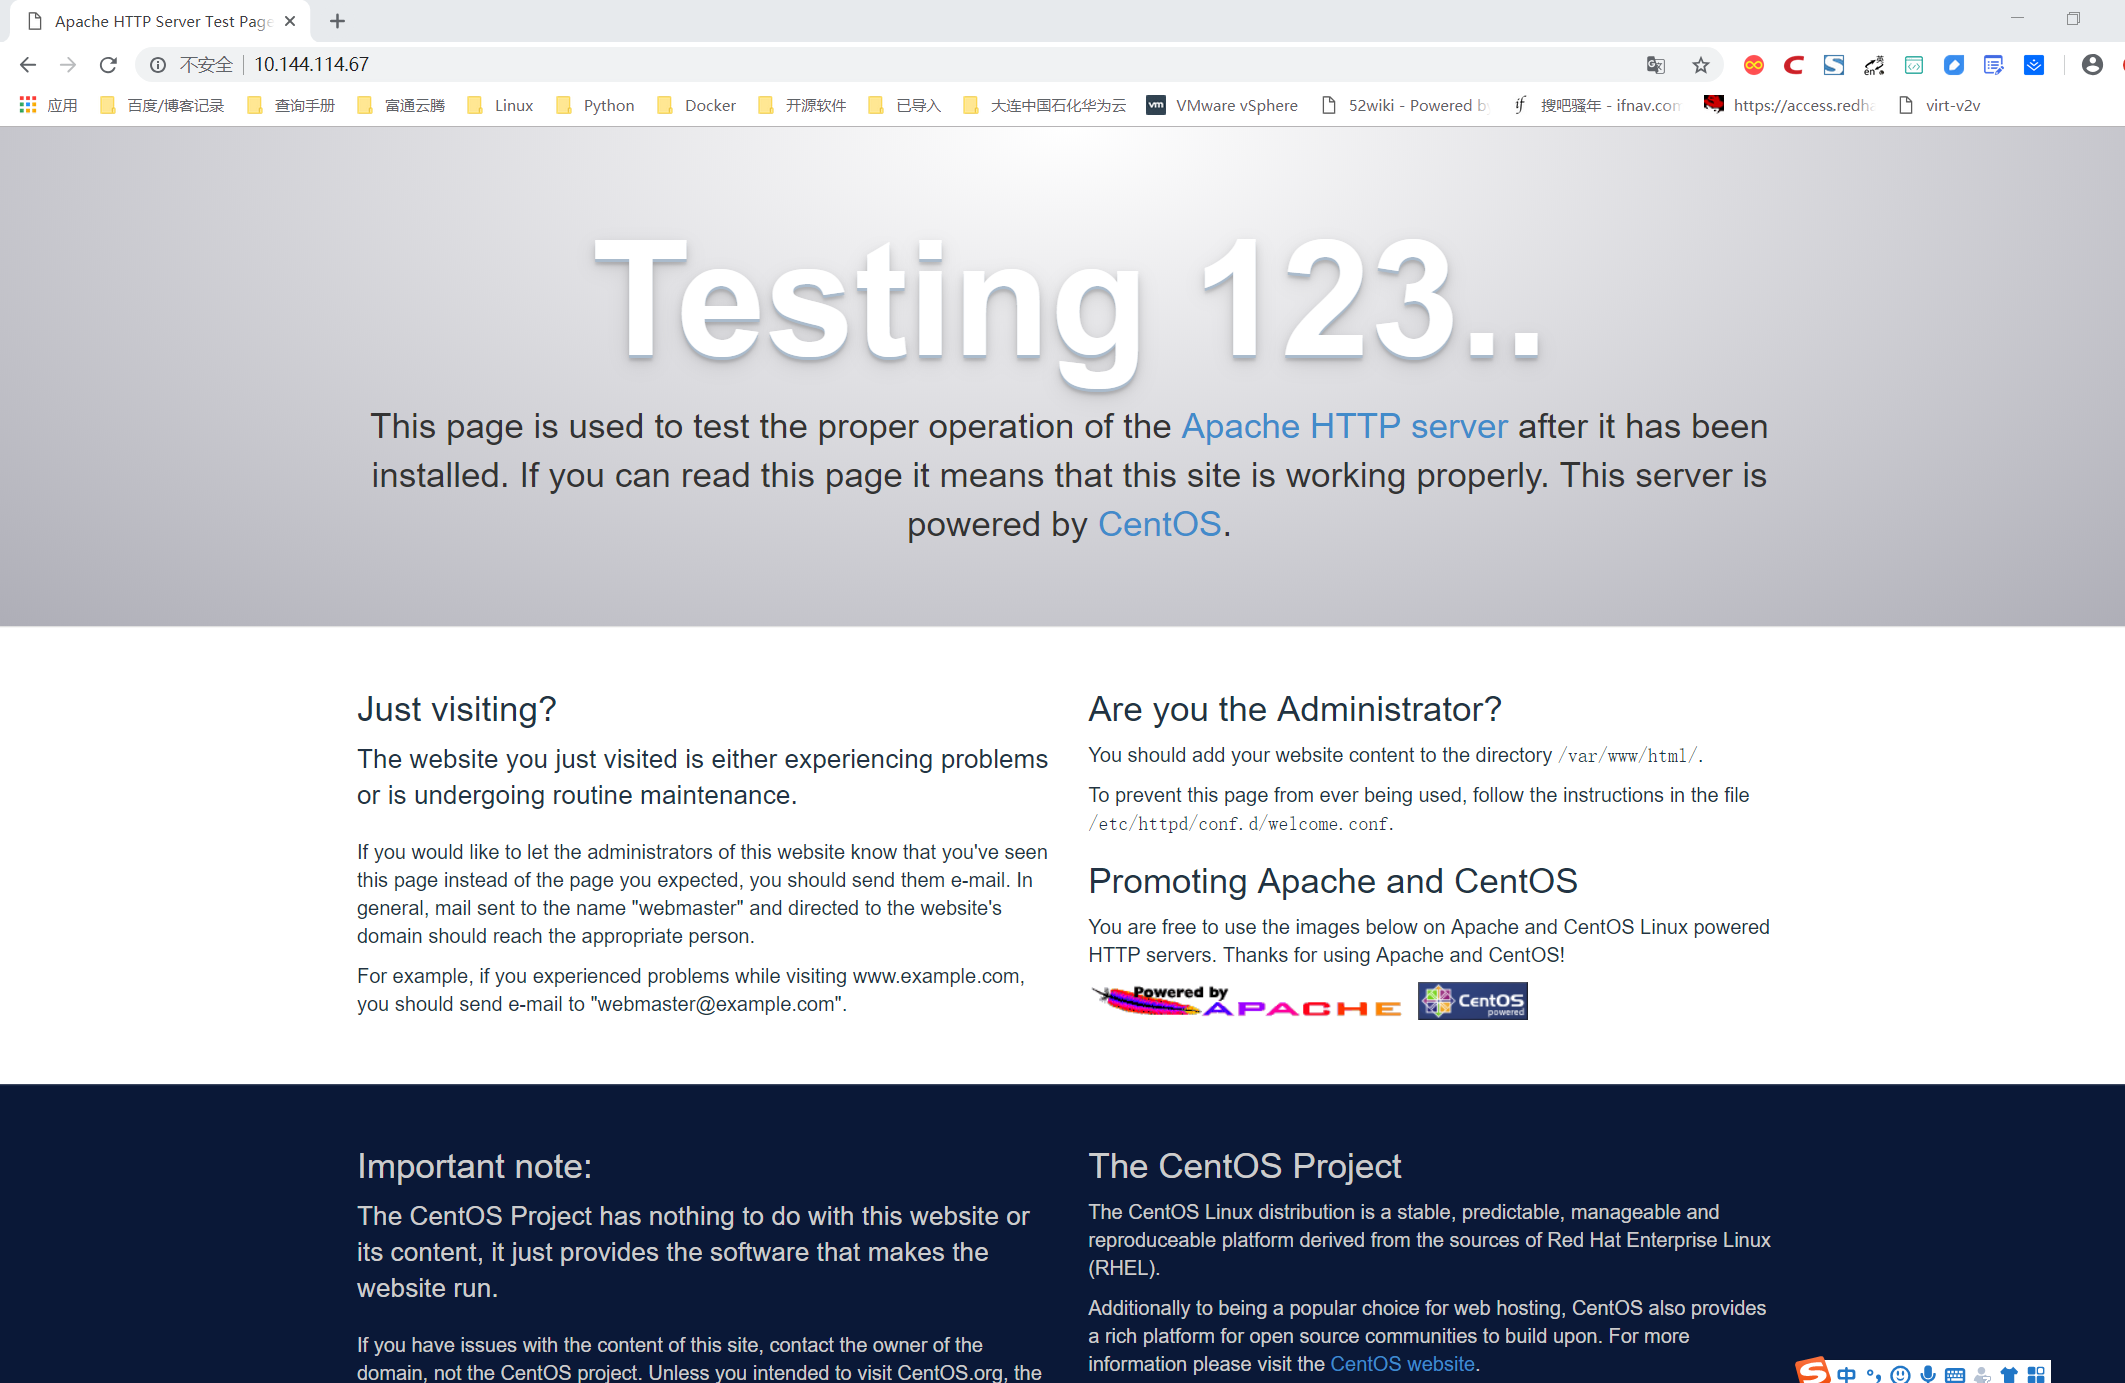 Apache HTTP Server Test Page
不安全 10.144.114.67
应用 百度/博客记录 查询手册 富通云腾 Linux Python Docker 开源软件 已导入 大连中国石化华为云 vm VMware vSphere 52wiki - Powered by if 搜吧骚年 - ifnav.com https://access.redha virt-v2v
Testing 123..
This page is used to test the proper operation of the Apache HTTP server after it has been
installed. If you can read this page it means that this site is working properly. This server is
powered by CentOS.
Just visiting?
The website you just visited is either experiencing problems
or is undergoing routine maintenance.
If you would like to let the administrators of this website know that you've seen
this page instead of the page you expected, you should send them e-mail. In
general, mail sent to the name "webmaster" and directed to the website's
domain should reach the appropriate person.
For example, if you experienced problems while visiting www.example.com,
you should send e-mail to "webmaster@example.com".
Are you the Administrator?
You should add your website content to the directory /var/www/html/.
To prevent this page from ever being used, follow the instructions in the file
/etc/httpd/conf.d/welcome.conf.
Promoting Apache and CentOS
You are free to use the images below on Apache and CentOS Linux powered
HTTP servers. Thanks for using Apache and CentOS!
Powered by
APACHE
CentOS
powered
Important note:
The CentOS Project has nothing to do with this website or
its content, it just provides the software that makes the
website run.
If you have issues with the content of this site, contact the owner of the
domain, not the CentOS project. Unless you intended to visit CentOS.org, the
The CentOS Project
The CentOS Linux distribution is a stable, predictable, manageable and
reproduceable platform derived from the sources of Red Hat Enterprise Linux
(RHEL).
Additionally to being a popular choice for web hosting, CentOS also provides
a rich platform for open source communities to build upon. For more
information please visit the CentOS website.
中